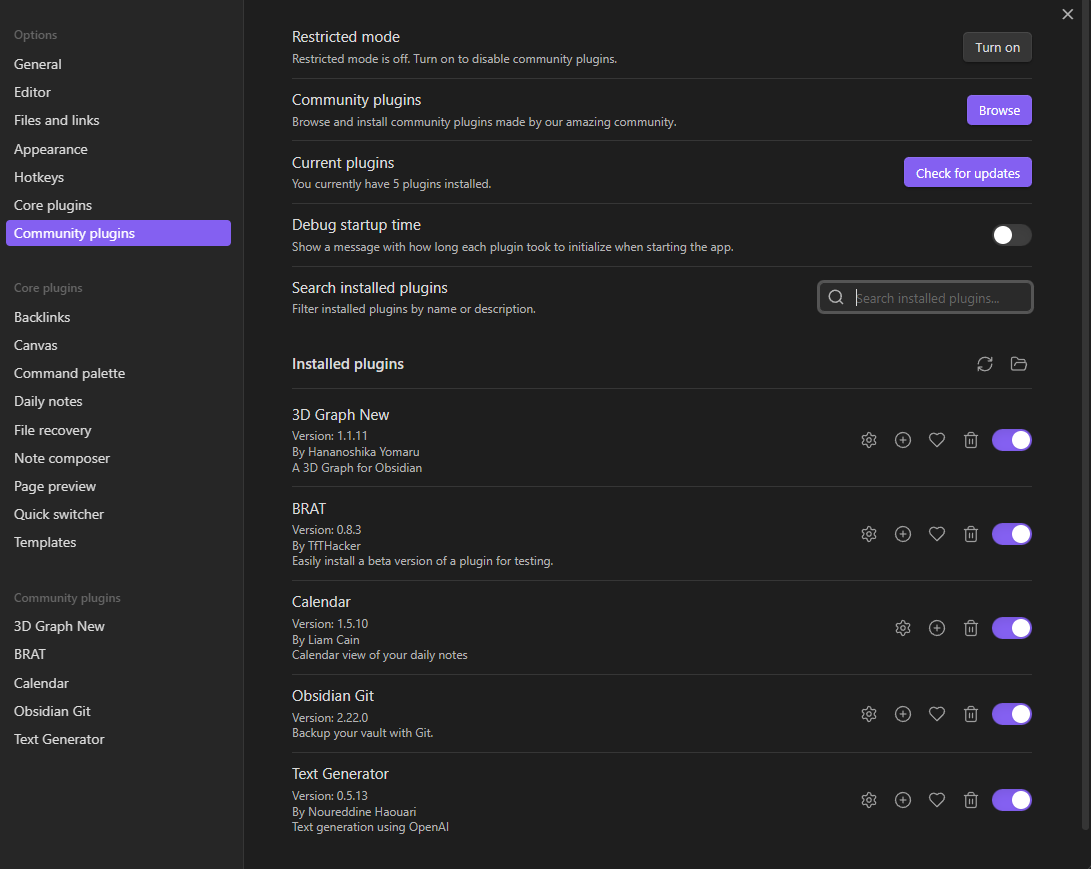 Options
General
Editor
Files and links
Appearance
Hotkeys
Core plugins
Community plugins
Core plugins
Backlinks
Canvas
Command palette
Daily notes
File recovery
Note composer
Page preview
Quick switcher
Templates
Community plugins
3D Graph New
BRAT
Calendar
Obsidian Git
Text Generator
Restricted mode
Restricted mode is off. Turn on to disable community plugins.
Turn on
Community plugins
Browse and install community plugins made by our amazing community.
Browse
Current plugins
You currently have 5 plugins installed.
Check for updates
Debug startup time
Show a message with how long each plugin took to initialize when starting the app.
Search installed plugins
Filter installed plugins by name or description.
Search installed plugins...
Installed plugins
3D Graph New
Version: 1.1.11
By Hananoshika Yomaru
A 3D Graph for Obsidian
BRAT
Version: 0.8.3
By TfTHacker
Easily install a beta version of a plugin for testing.
Calendar
Version: 1.5.10
By Liam Cain
Calendar view of your daily notes
Obsidian Git
Version: 2.22.0
Backup your vault with Git.
Text Generator
Version: 0.5.13
By Noureddine Haouari
Text generation using OpenAI